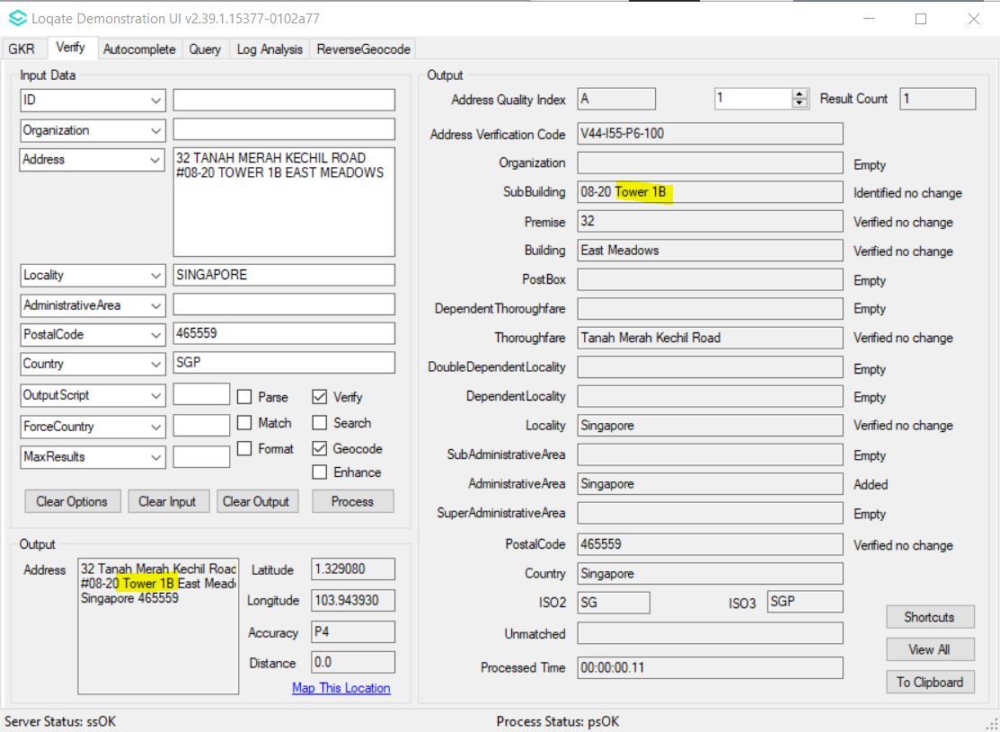 Loqate Demonstration UI v2.39.1.15377-0102a77
GKR Verify Autocomplete Query Log Analysis ReverseGeocode
Input Data
ID
Organization
Address 32 TANAH MERAH KECHIL ROAD
#08-20 TOWER 1B EAST MEADOWS
Locality SINGAPORE
AdministrativeArea
PostalCode 465559
Country SGP
OutputScript Parse Verify
ForceCountry Match Search
MaxResults Format Geocode
Enhance
Clear Options Clear Input Clear Output Process
Output
Address 32 Tanah Merah Kechil Road
#08-20 Tower 1B East Mead
Singapore 465559
Latitude 1.329080
Longitude 103.943930
Accuracy P4
Distance 0.0
Map This Location
Output
Address Quality Index A 1 Result Count 1
Address Verification Code V44-I55-P6-100
Organization Empty
SubBuilding 08-20 Tower 1B Identified no change
Premise 32 Verified no change
Building East Meadows Verified no change
PostBox Empty
DependentThoroughfare Empty
Thoroughfare Tanah Merah Kechil Road Verified no change
DoubleDependentLocality Empty
DependentLocality Empty
Locality Singapore Verified no change
SubAdministrativeArea Empty
AdministrativeArea Singapore Added
SuperAdministrativeArea Empty
PostalCode 465559 Verified no change
Country Singapore
ISO2 SG ISO3 SGP
Unmatched
Processed Time 00:00:00.11
Shortcuts
View All
To Clipboard
Server Status: ssOK Process Status: psOK